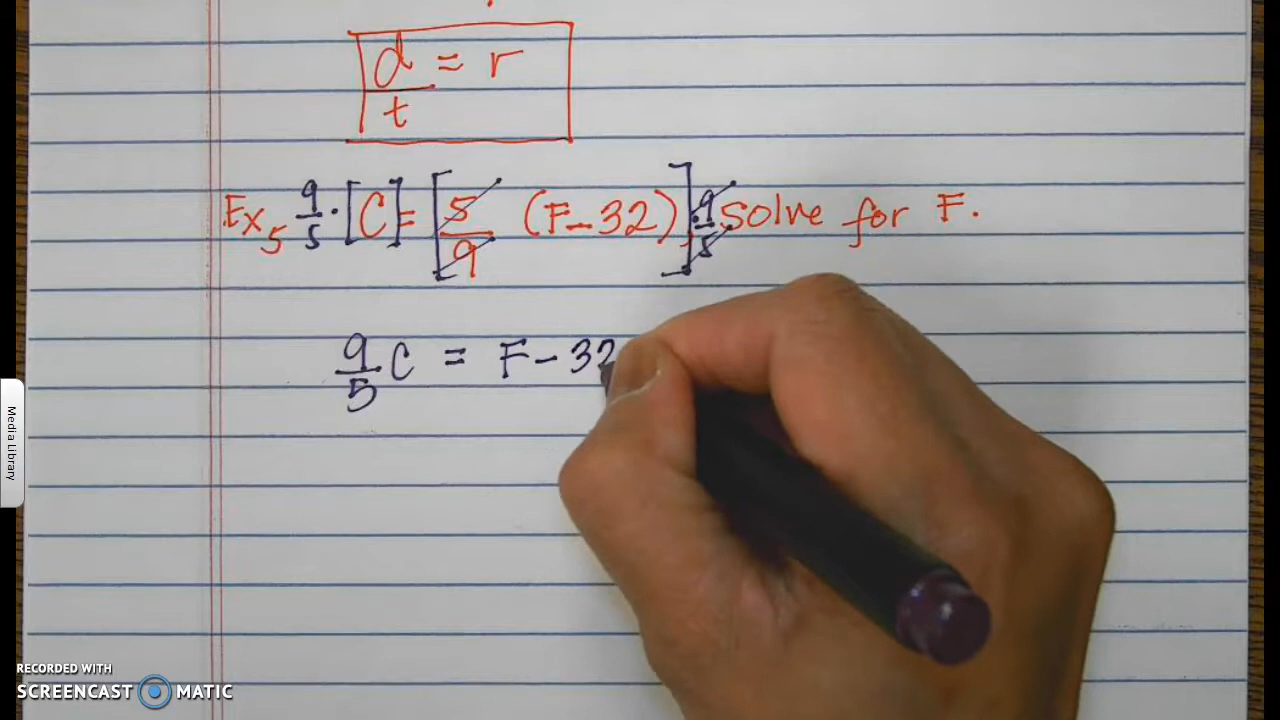 d = r
t
Ex 5 9/5 · [C] = [5/9 (F-32)] · 9/5 solve for F.
9/5 C = F - 32
Media Library
RECORDED WITH
SCREENCAST MATIC